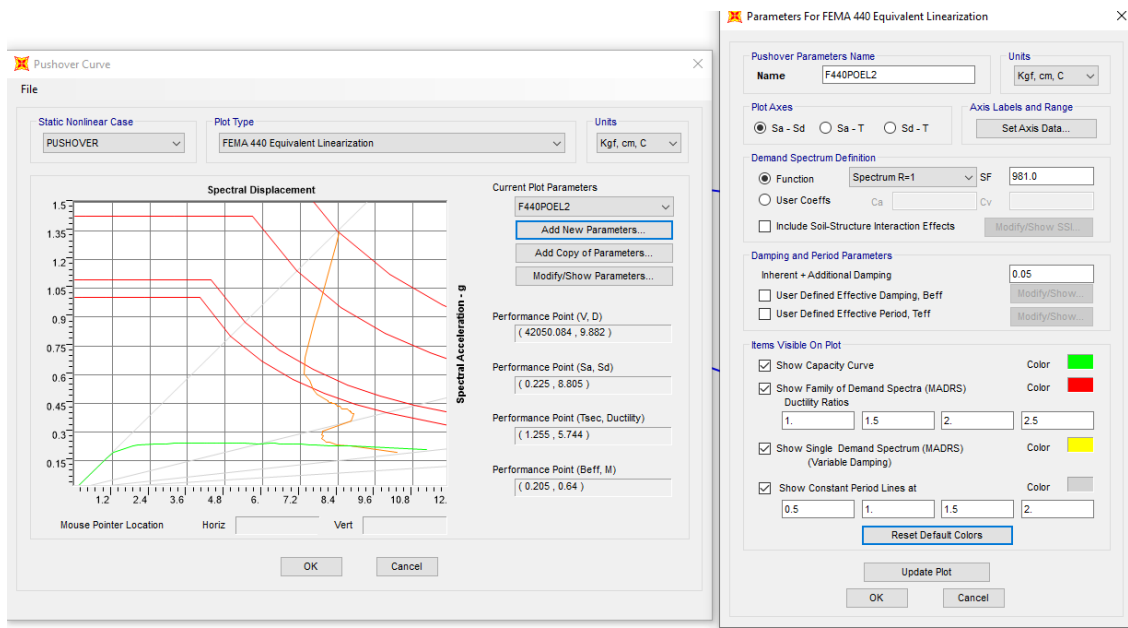 Pushover Curve
File
Static Nonlinear Case
PUSHOVER
Plot Type
FEMA 440 Equivalent Linearization
Units
Kgf, cm, C
Spectral Displacement
1.5
1.35
1.2
1.05
0.9
0.75
0.6
0.45
0.3
0.15
1.2 2.4 3.6 4.8 6. 7.2 8.4 9.6 10.8 12.
Spectral Acceleration - g
Mouse Pointer Location Horiz Vert
Current Plot Parameters
F440POEL2
Add New Parameters...
Add Copy of Parameters...
Modify/Show Parameters...
Performance Point (V, D)
( 42050.084 , 9.882 )
Performance Point (Sa, Sd)
( 0.225 , 8.805 )
Performance Point (Tsec, Ductility)
( 1.255 , 5.744 )
Performance Point (Beff, M)
( 0.205 , 0.64 )
OK Cancel
Parameters For FEMA 440 Equivalent Linearization
Pushover Parameters Name
Name F440POEL2
Units
Kgf, cm, C
Plot Axes
Sa - Sd Sa - T Sd - T
Axis Labels and Range
Set Axis Data...
Demand Spectrum Definition
Function Spectrum R=1 SF 981.0
User Coeffs Ca Cv
Include Soil-Structure Interaction Effects Modify/Show SSI...
Damping and Period Parameters
Inherent + Additional Damping 0.05
User Defined Effective Damping, Beff Modify/Show...
User Defined Effective Period, Teff Modify/Show...
Items Visible On Plot
Show Capacity Curve Color
Show Family of Demand Spectra (MADRS) Color
Ductility Ratios
1. 1.5 2. 2.5
Show Single Demand Spectrum (MADRS) Color
(Variable Damping)
Show Constant Period Lines at Color
0.5 1. 1.5 2.
Reset Default Colors
Update Plot
OK Cancel